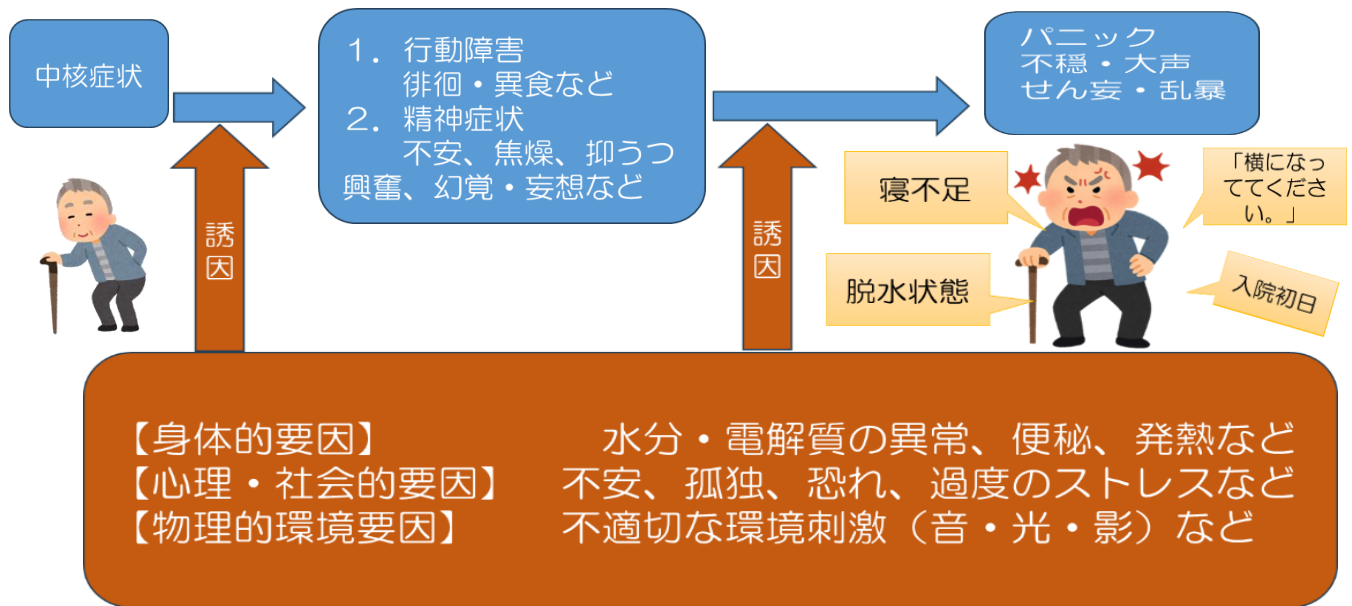 中核症状
１．行動障害
徘徊・異食など
２．精神症状
不安、焦燥、抑うつ
興奮、幻覚・妄想など
パニック
不穏・大声
せん妄・乱暴
誘因
誘因
寝不足
「横になっ
ててくださ
い。」
脱水状態
入院初日
【身体的要因】 水分・電解質の異常、便秘、発熱など
【心理・社会的要因】 不安、孤独、恐れ、過度のストレスなど
【物理的環境要因】 不適切な環境刺激（音・光・影）など